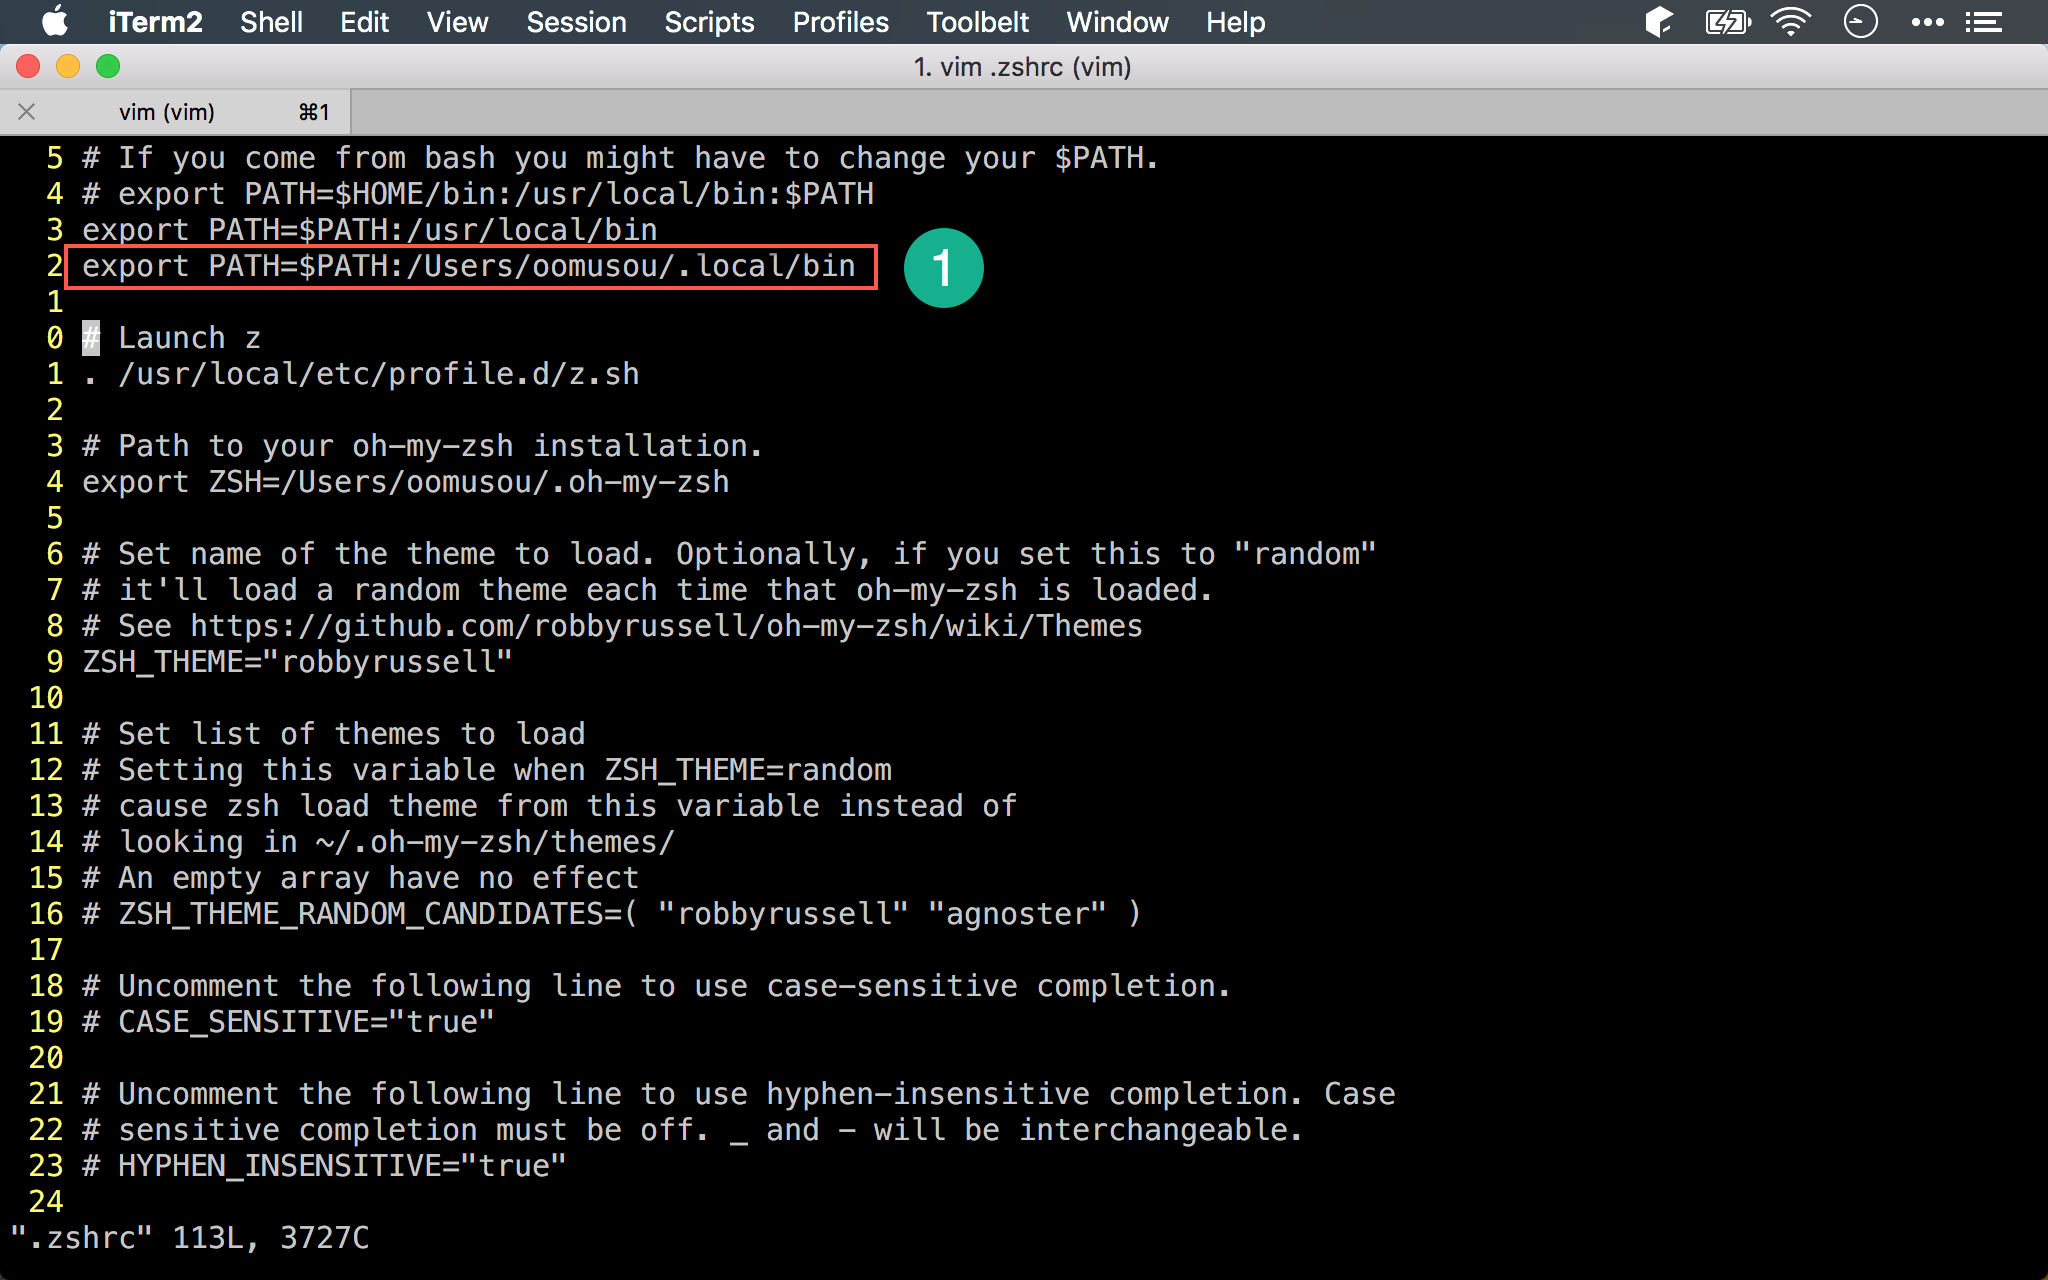 iTerm2 Shell Edit View Session Scripts Profiles Toolbelt Window Help
1. vim .zshrc (vim)
vim (vim) ⌘1
5 # If you come from bash you might have to change your $PATH.
4 # export PATH=$HOME/bin:/usr/local/bin:$PATH
3 export PATH=$PATH:/usr/local/bin
2 export PATH=$PATH:/Users/oomusou/.local/bin 1
1
0 # Launch z
1 . /usr/local/etc/profile.d/z.sh
2
3 # Path to your oh-my-zsh installation.
4 export ZSH=/Users/oomusou/.oh-my-zsh
5
6 # Set name of the theme to load. Optionally, if you set this to "random"
7 # it'll load a random theme each time that oh-my-zsh is loaded.
8 # See https://github.com/robbyrussell/oh-my-zsh/wiki/Themes
9 ZSH_THEME="robbyrussell"
10
11 # Set list of themes to load
12 # Setting this variable when ZSH_THEME=random
13 # cause zsh load theme from this variable instead of
14 # looking in ~/.oh-my-zsh/themes/
15 # An empty array have no effect
16 # ZSH_THEME_RANDOM_CANDIDATES=( "robbyrussell" "agnoster" )
17
18 # Uncomment the following line to use case-sensitive completion.
19 # CASE_SENSITIVE="true"
20
21 # Uncomment the following line to use hyphen-insensitive completion. Case
22 # sensitive completion must be off. _ and - will be interchangeable.
23 # HYPHEN_INSENSITIVE="true"
24
".zshrc" 113L, 3727C